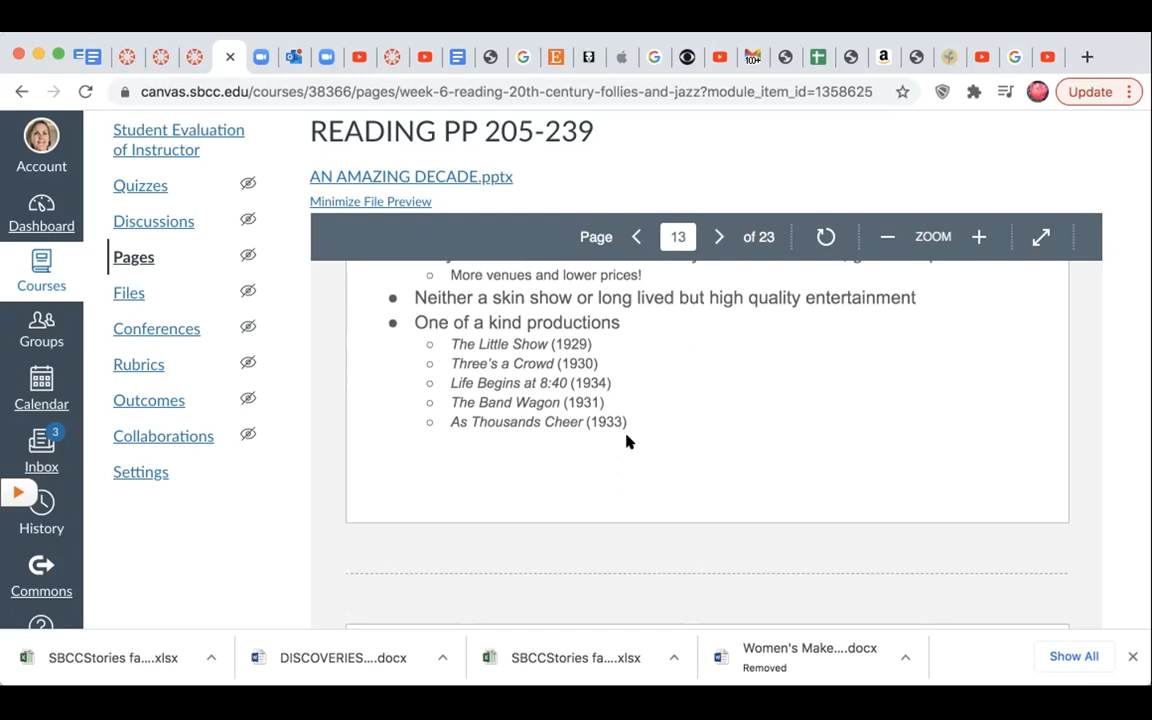 100+
canvas.sbcc.edu/courses/38366/pages/week-6-reading-20th-century-follies-and-jazz?module_item_id=1358625
Update
Account
Dashboard
Courses
Groups
Calendar
3
Inbox
History
Commons
Student Evaluation
of Instructor
Quizzes
Discussions
Pages
Files
Conferences
Rubrics
Outcomes
Collaborations
Settings
READING PP 205-239
AN AMAZING DECADE.pptx
Minimize File Preview
Page 13 of 23 ZOOM
More venues and lower prices!
Neither a skin show or long lived but high quality entertainment
One of a kind productions
The Little Show (1929)
Three's a Crowd (1930)
Life Begins at 8:40 (1934)
The Band Wagon (1931)
As Thousands Cheer (1933)
SBCCStories fa....xlsx
DISCOVERIES....docx
SBCCStories fa....xlsx
Women's Make....docx
Removed
Show All